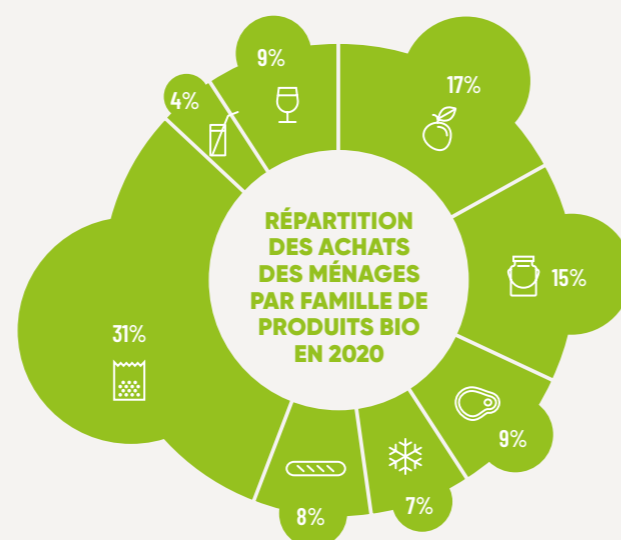 9%
17%
4%
RÉPARTITION
DES ACHATS
DES MÉNAGES
PAR FAMILLE DE
PRODUITS BIO
EN 2020
15%
31%
9%
7%
8%